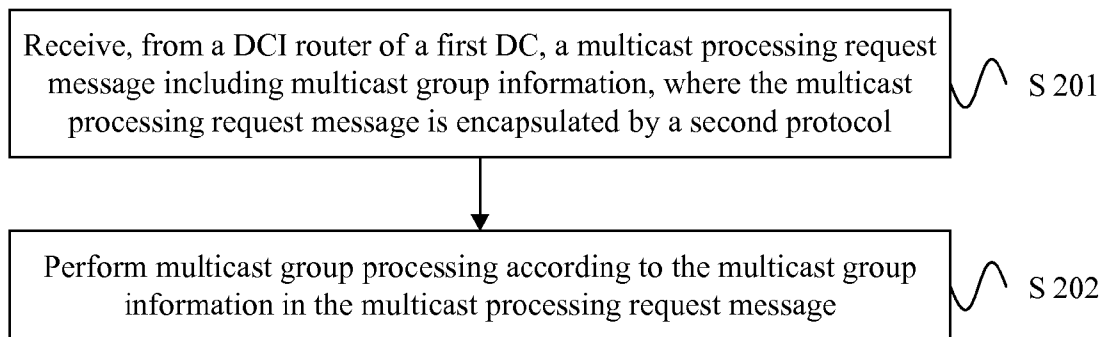 Receive, from a DCI router of a first DC, a multicast processing request
message including multicast group information, where the multicast
processing request message is encapsulated by a second protocol
S 201
Perform multicast group processing according to the multicast group
information in the multicast processing request message
S 202